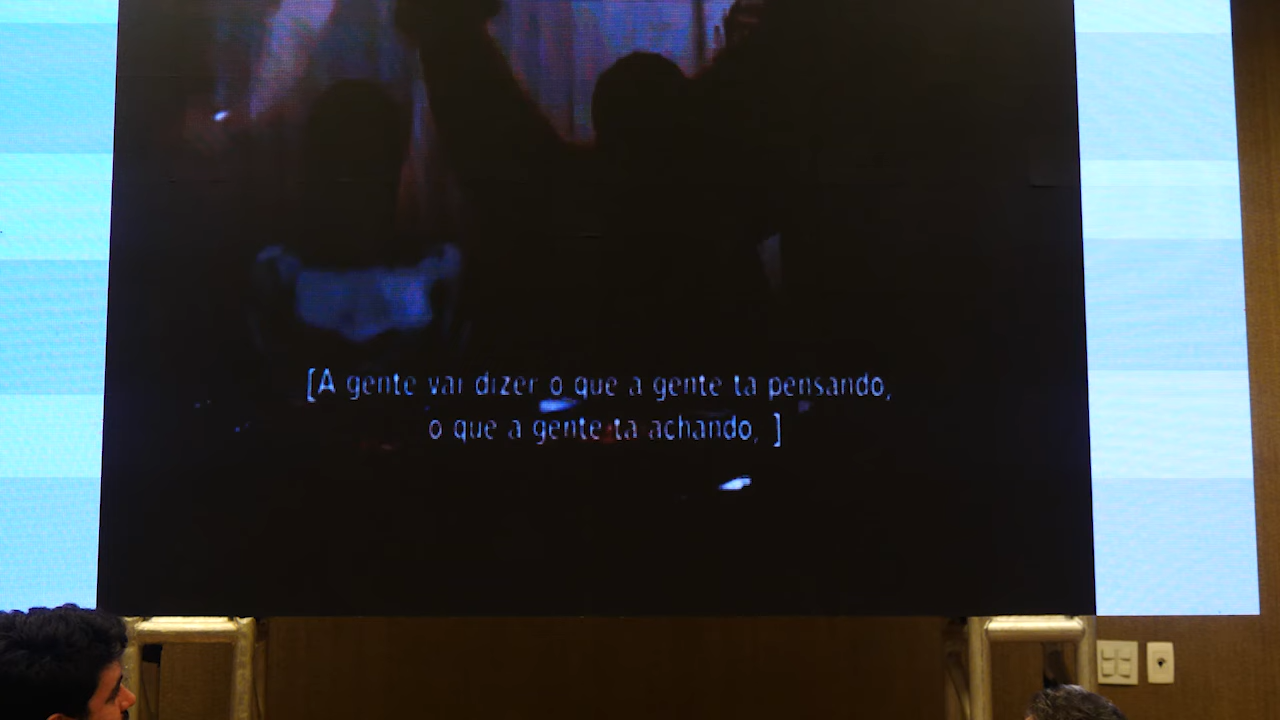 [A gente vai dizer o que a gente ta pensando,
o que a gente ta achando, ]